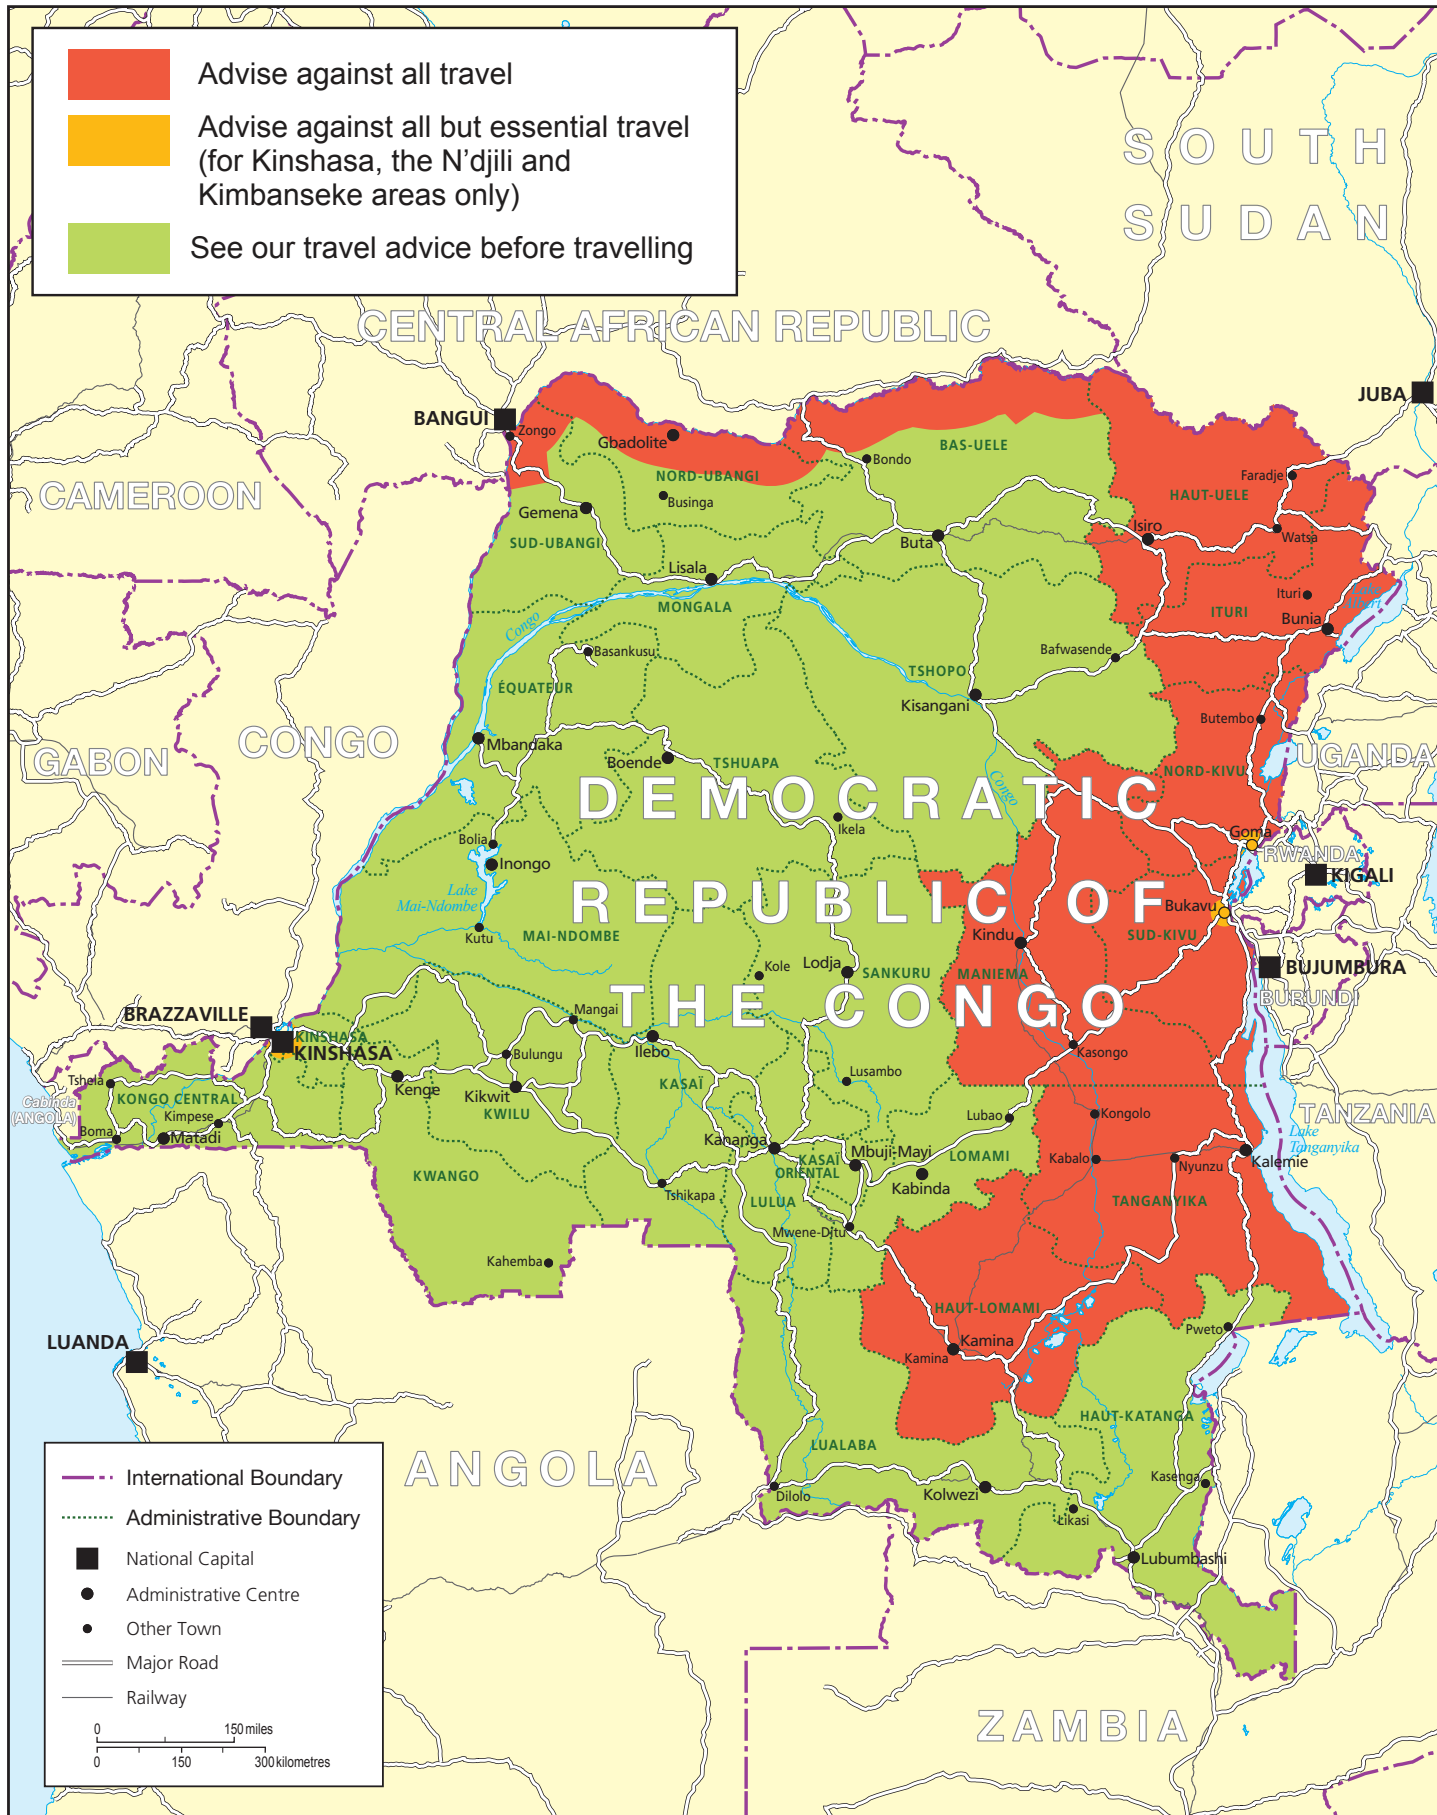 Advise against all travel
Advise against all but essential travel
(for Kinshasa, the N'djili and
Kimbanseke areas only)
See our travel advice before travelling
SOUTH
SUDAN
CENTRAL AFRICAN REPUBLIC
JUBA
BANGUI
Zongo
Gbadolite
BAS-UELE
Bondo
NORD-UBANGI
Faradje
CAMEROON
HAUT-UELE
Businga
Gemena
Isiro
Watsa
SUD-UBANGI
Buta
Lisala
Lake
Albert
Ituri
MONGALA
ITURI
Bunia
Congo
Basankusu
Bafwasende
TSHOPO
ÉQUATEUR
Kisangani
Butembo
CONGO
Mbandaka
GABON
Boende
TSHUAPA
NORD-KIVU
UGANDA
DEMOCRATIC
Congo
Ikela
Goma
Bolia
RWANDA
Inongo
KIGALI
Lake
Mai-Ndombe
REPUBLIC OF
Bukavu
Kutu
MAI-NDOMBE
Kindu
SUD-KIVU
Lodja
Kole
SANKURU
MANIEMA
BUJUMBURA
BURUNDI
THE CONGO
Mangai
BRAZZAVILLE
KINSHASA
KINSHASA
Ilebo
Bulungu
Kasongo
Lusambo
Tshela
Kenge
KASAÏ
Kikwit
KONGO CENTRAL
Cabinda
(ANGOLA)
KWILU
Kimpese
Lubao
Kongolo
TANZANIA
Boma
Matadi
Kananga
Lake
Tanganyika
Mbuji-Mayi
LOMAMI
KASAÏ
ORIENTAL
Kabalo
Nyunzu
Kalemie
KWANGO
Kabinda
Tshikapa
LULUA
TANGANYIKA
Mwene-Ditu
Kahemba
HAUT-LOMAMI
Pweto
LUANDA
Kamina
Kamina
HAUT-KATANGA
LUALABA
ANGOLA
Kasenga
Dilolo
Kolwezi
Likasi
Lubumbashi
ZAMBIA
International Boundary
Administrative Boundary
National Capital
Administrative Centre
Other Town
Major Road
Railway
0 150 miles
0 150 300 kilometres